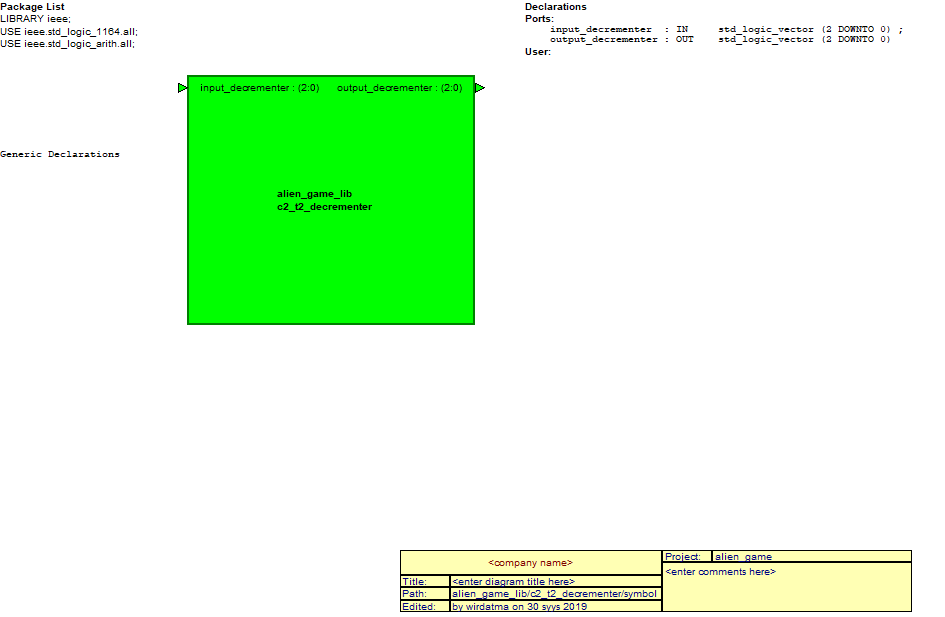 Package List
LIBRARY ieee;
USE ieee.std_logic_1164.all;
USE ieee.std_logic_arith.all;
Declarations
Ports:
input_decrementer : IN std_logic_vector (2 DOWNTO 0) ;
output_decrementer : OUT std_logic_vector (2 DOWNTO 0)
User:
input_decrementer : (2:0) output_decrementer : (2:0)
Generic Declarations
alien_game_lib
c2_t2_decrementer
<company name>
Title: <enter diagram title here>
Path: alien_game_lib/c2_t2_decrementer/symbol
Edited: by wirdatma on 30 syys 2019
Project: alien_game
<enter comments here>